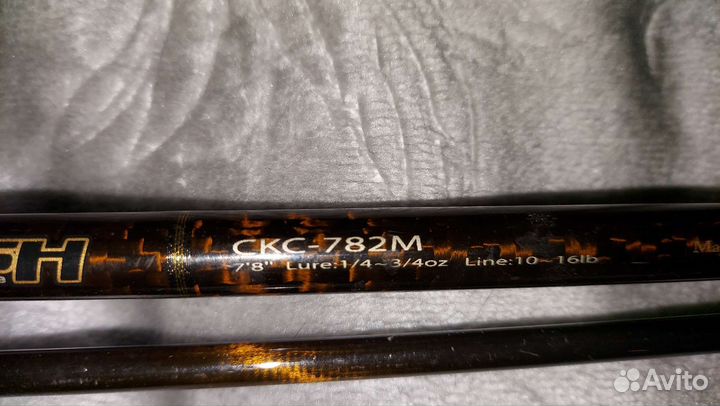 CKC-782M
7'8" Lure:1/4~3/4oz Line:10~16lb
Avito